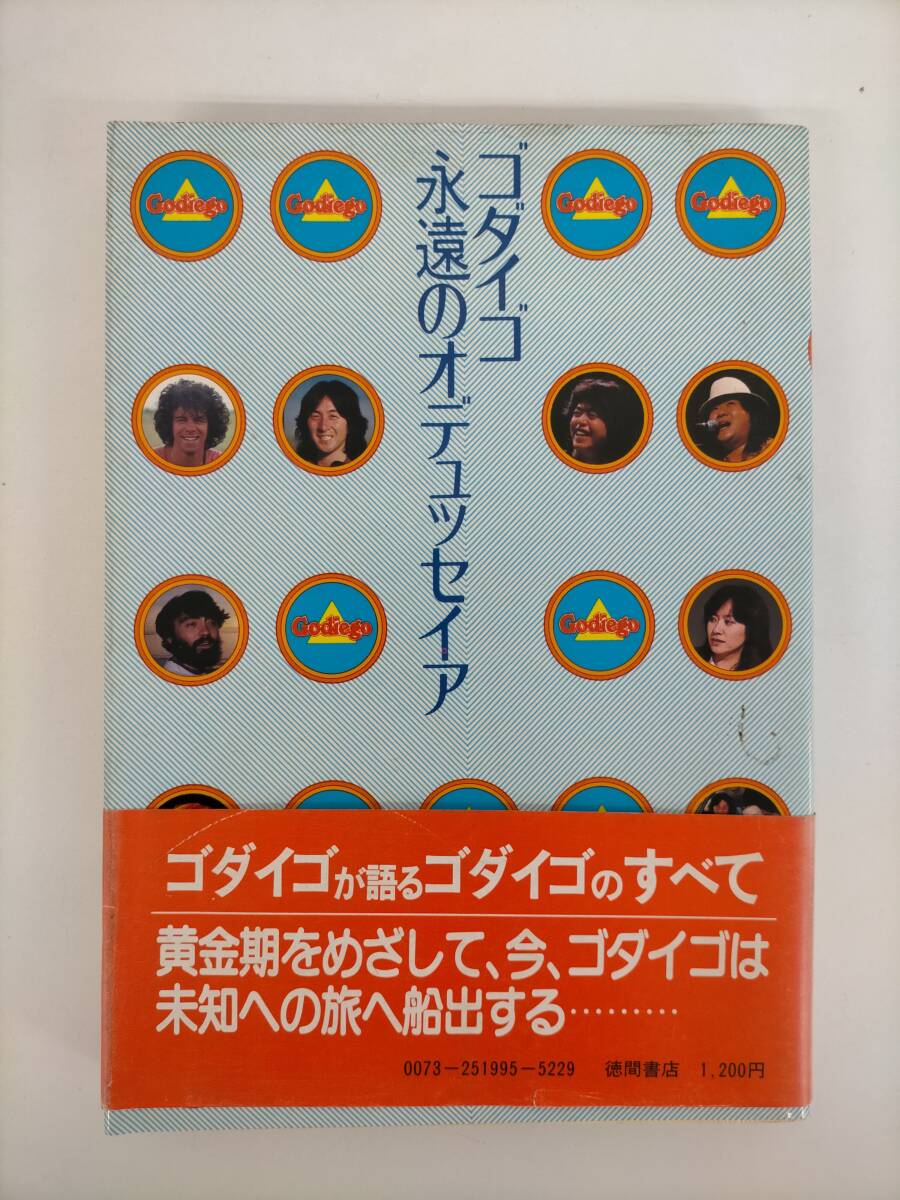 ゴダイゴ
永遠のオデュッセイア
Godiego
Godiego
Godiego
Godiego
Godiego
Godiego
ゴダイゴが語るゴダイゴのすべて
黄金期をめざして、今、ゴダイゴは
未知への旅へ船出する………
0073-251995-5229 徳間書店 1,200円